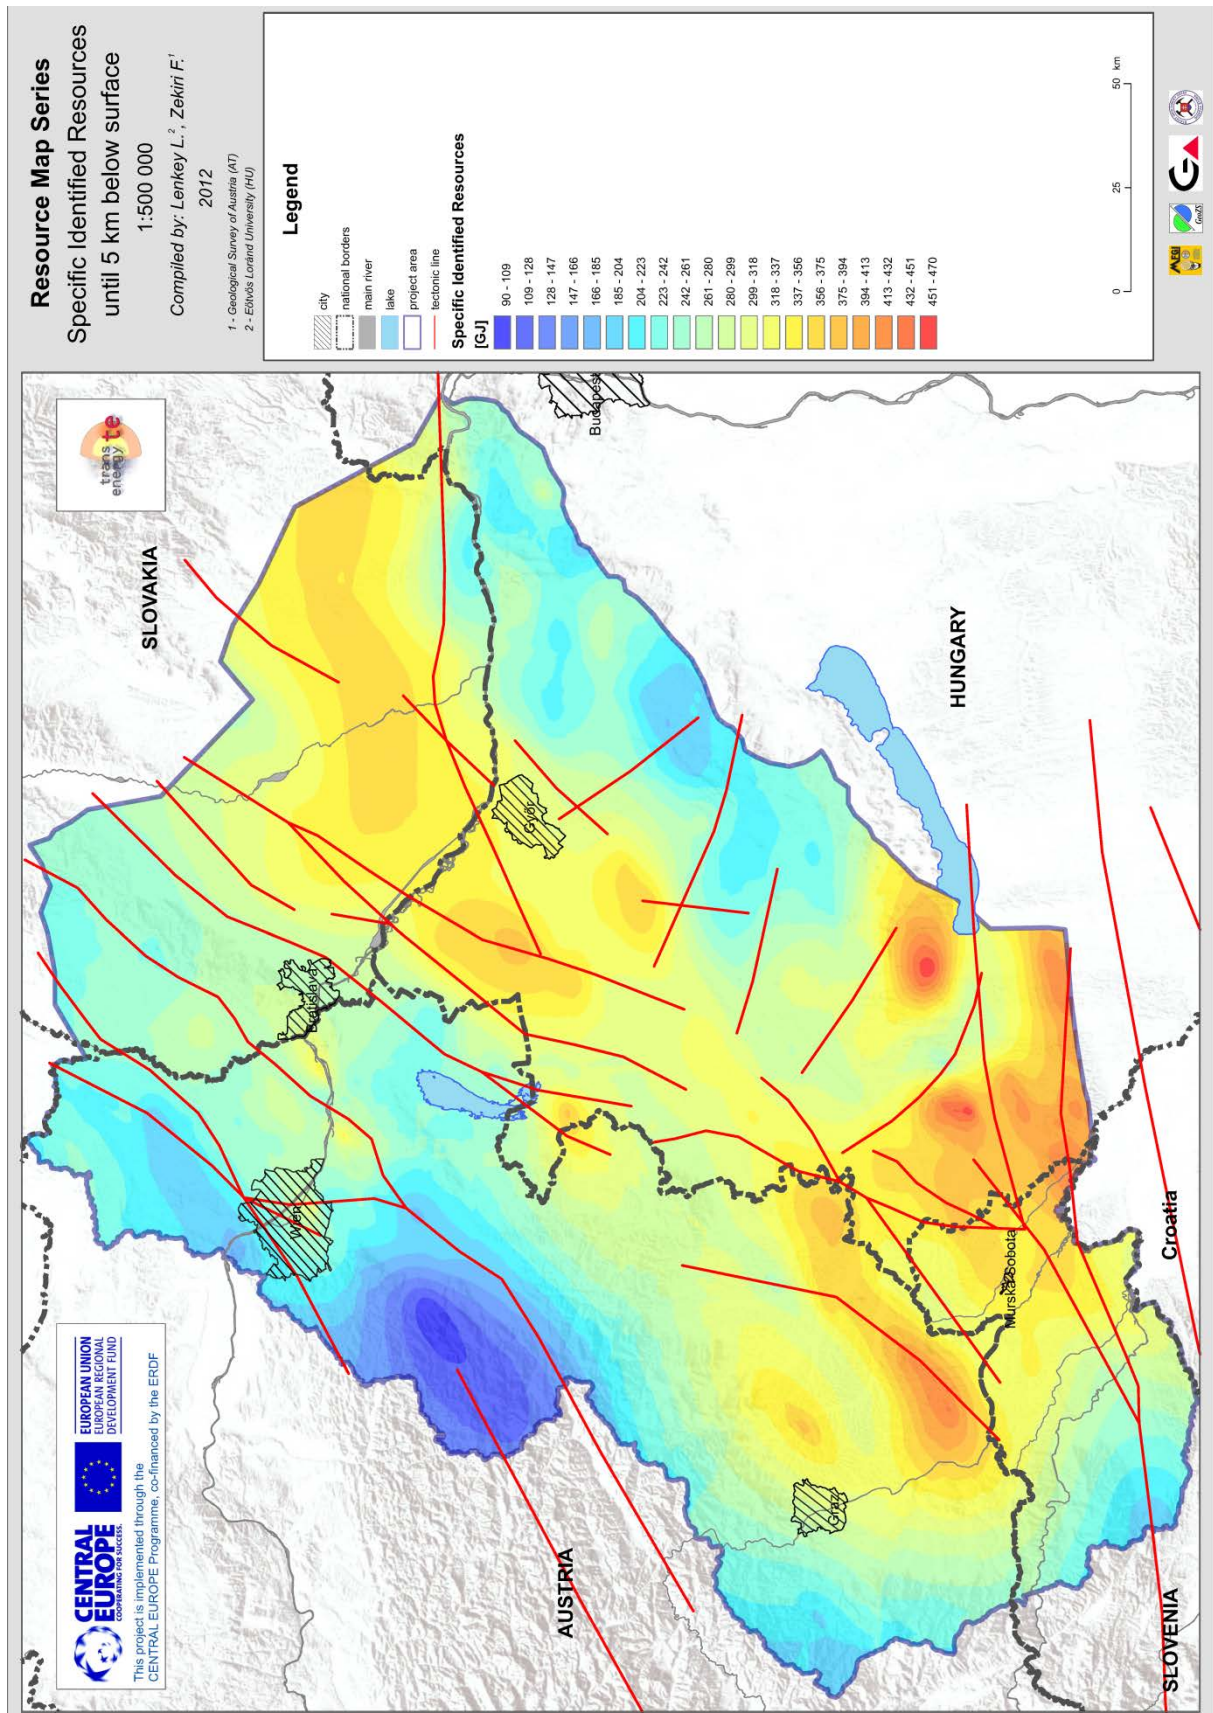 Resource Map Series
Specific Identified Resources
until 5 km below surface
1:500 000
Compiled by: Lenkey L.², Zekiri F.¹
2012
1 - Geological Survey of Austria (AT)
2 - Eötvös Loránd University (HU)
Legend
city
national borders
main river
lake
project area
tectonic line
Specific Identified Resources
[GJ]
90 - 109
109 - 128
128 - 147
147 - 166
166 - 185
185 - 204
204 - 223
223 - 242
242 - 261
261 - 280
280 - 299
299 - 318
318 - 337
337 - 356
356 - 375
375 - 394
394 - 413
413 - 432
432 - 451
451 - 470
0 25 50 km
MFGI
GeoZS
trans
energy te
SLOVAKIA
Budapest
HUNGARY
Győr
Bratislava
Wien
Murska Sobota
Croatia
Graz
AUSTRIA
SLOVENIA
CENTRAL
EUROPE
COOPERATING FOR SUCCESS.
EUROPEAN UNION
EUROPEAN REGIONAL
DEVELOPMENT FUND
This project is implemented through the
CENTRAL EUROPE Programme, co-financed by the ERDF